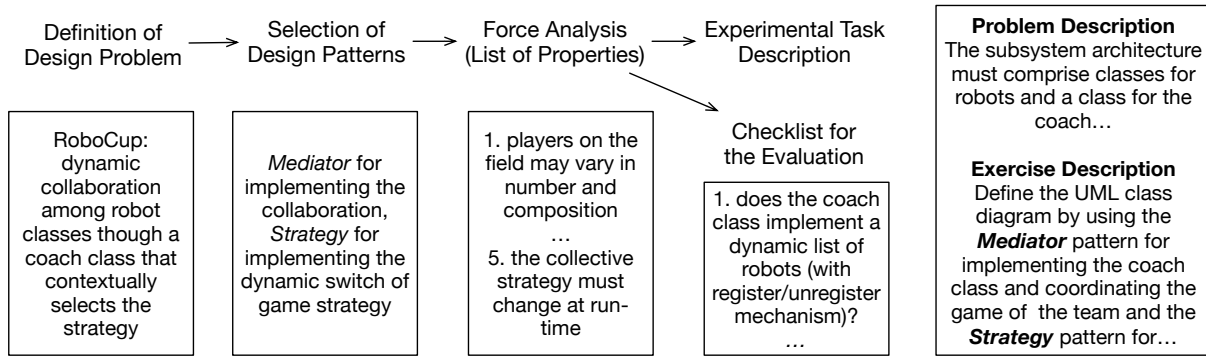 Definition of
Design Problem
Selection of
Design Patterns
Force Analysis
(List of Properties)
Experimental Task
Description
RoboCup:
dynamic
collaboration
among robot
classes though a
coach class that
contextually
selects the
strategy
Mediator for
implementing the
collaboration,
Strategy for
implementing the
dynamic switch of
game strategy
1. players on the
field may vary in
number and
composition
...
5. the collective
strategy must
change at run-
time
Checklist for
the Evaluation
1. does the coach
class implement a
dynamic list of
robots (with
register/unregister
mechanism)?
...
Problem Description
The subsystem architecture
must comprise classes for
robots and a class for the
coach...
Exercise Description
Define the UML class
diagram by using the
Mediator pattern for
implementing the coach
class and coordinating the
game of the team and the
Strategy pattern for...